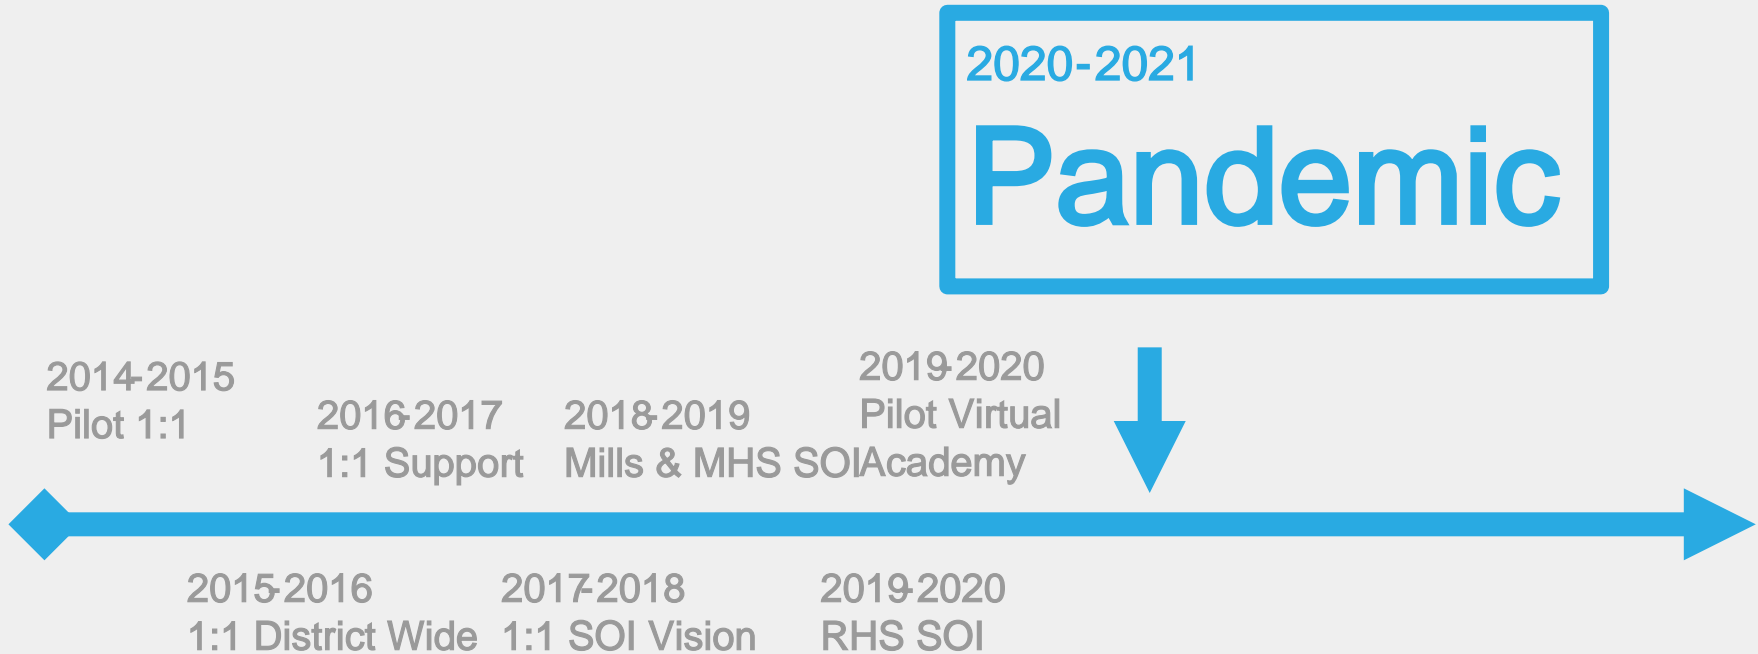 2020-2021
Pandemic
2014-2015
Pilot 1:1
2016-2017
1:1 Support
2018-2019
Mills & MHS SOI
2019-2020
Pilot Virtual
Academy
2015-2016
1:1 District Wide
2017-2018
1:1 SOI Vision
2019-2020
RHS SOI